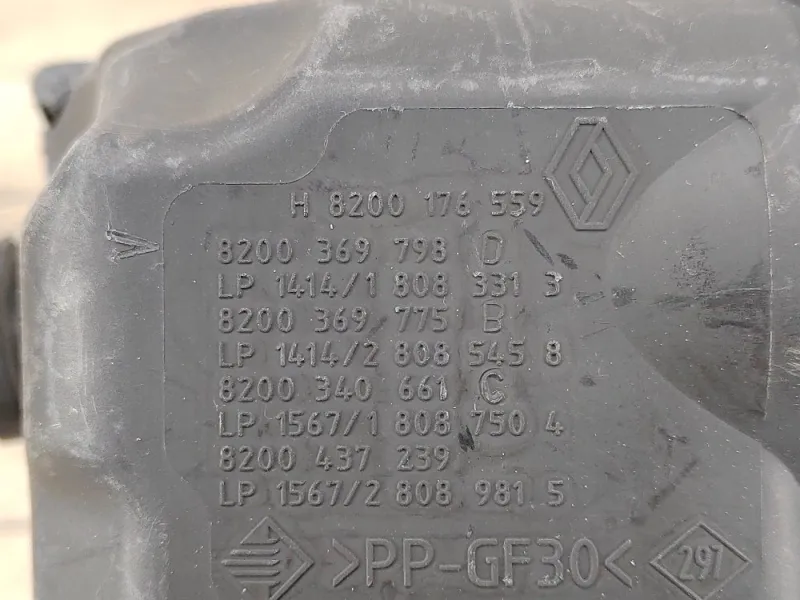 H 8200 176 559
8200 369 798 D
LP 1414/1 808 331 3
8200 369 775 B
LP 1414/2 808 545 8
8200 340 661 C
LP 1567/1 808 750 4
8200 437 239
LP 1567/2 808 981 5
>PP-GF30< 297